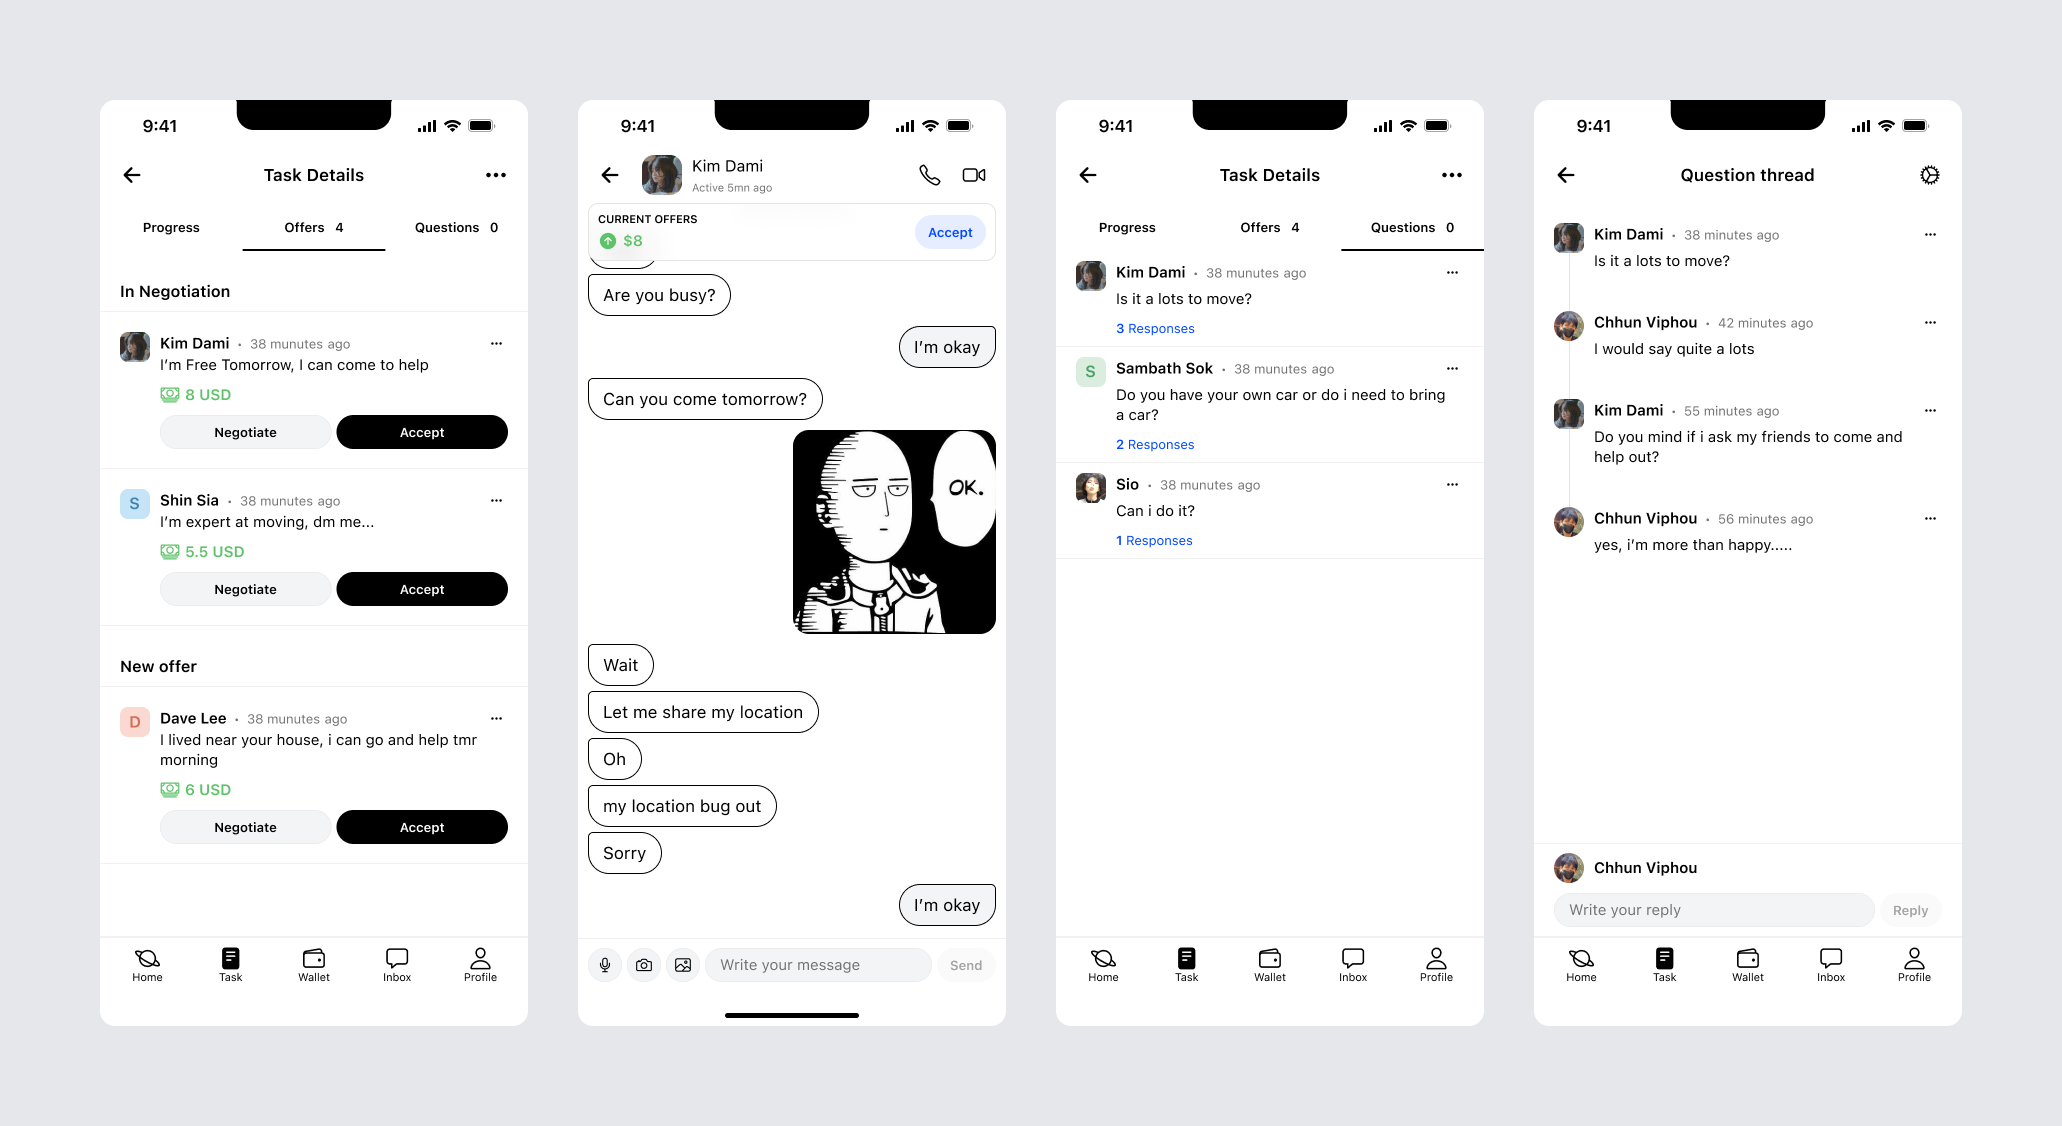 9:41
Task Details
Progress
Offers 4
Questions 0
In Negotiation
Kim Dami • 38 munutes ago
I'm Free Tomorrow, I can come to help
8 USD
Negotiate
Accept
S
Shin Sia • 38 munutes ago
I'm expert at moving, dm me...
5.5 USD
Negotiate
Accept
New offer
D
Dave Lee • 38 munutes ago
I lived near your house, i can go and help tmr
morning
6 USD
Negotiate
Accept
Home
Task
Wallet
Inbox
Profile
9:41
Kim Dami
Active 5mn ago
CURRENT OFFERS
$8
Accept
Are you busy?
I'm okay
Can you come tomorrow?
OK.
Wait
Let me share my location
Oh
my location bug out
Sorry
I'm okay
Write your message
Send
9:41
Task Details
Progress
Offers 4
Questions 0
Kim Dami • 38 munutes ago
Is it a lots to move?
3 Responses
S
Sambath Sok • 38 munutes ago
Do you have your own car or do i need to bring
a car?
2 Responses
Sio • 38 munutes ago
Can i do it?
1 Responses
Home
Task
Wallet
Inbox
Profile
9:41
Question thread
Kim Dami • 38 minutes ago
Is it a lots to move?
Chhun Viphou • 42 minutes ago
I would say quite a lots
Kim Dami • 55 minutes ago
Do you mind if i ask my friends to come and
help out?
Chhun Viphou • 56 minutes ago
yes, i'm more than happy.....
Chhun Viphou
Write your reply
Reply
Home
Task
Wallet
Inbox
Profile